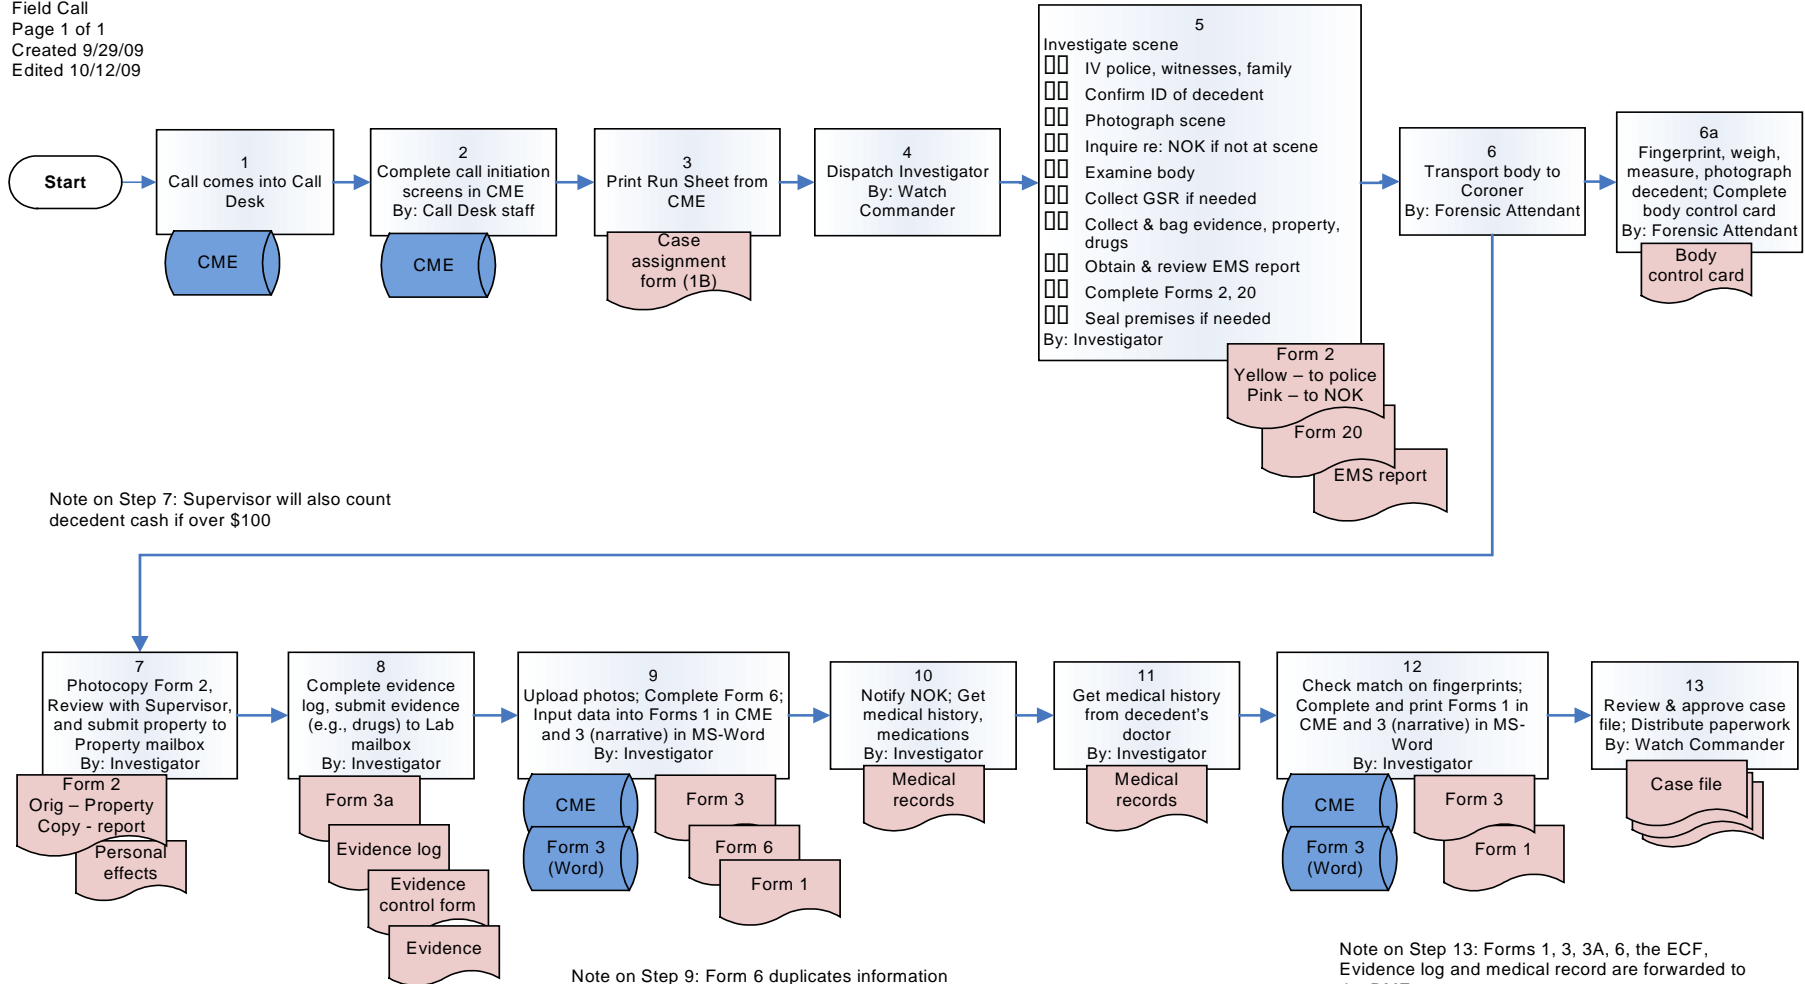 Field Call
Page 1 of 1
Created 9/29/09
Edited 10/12/09
Start
1
Call comes into Call
Desk
CME
2
Complete call initiation
screens in CME
By: Call Desk staff
CME
3
Print Run Sheet from
CME
Case
assignment
form (1B)
4
Dispatch Investigator
By: Watch
Commander
5
Investigate scene
IV police, witnesses, family
Confirm ID of decedent
Photograph scene
Inquire re: NOK if not at scene
Examine body
Collect GSR if needed
Collect & bag evidence, property,
drugs
Obtain & review EMS report
Complete Forms 2, 20
Seal premises if needed
By: Investigator
Form 2
Yellow – to police
Pink – to NOK
Form 20
EMS report
6
Transport body to
Coroner
By: Forensic Attendant
6a
Fingerprint, weigh,
measure, photograph
decedent; Complete
body control card
By: Forensic Attendant
Body
control card
Note on Step 7: Supervisor will also count
decedent cash if over $100
7
Photocopy Form 2,
Review with Supervisor,
and submit property to
Property mailbox
By: Investigator
Form 2
Orig – Property
Copy - report
Personal
effects
8
Complete evidence
log, submit evidence
(e.g., drugs) to Lab
mailbox
By: Investigator
Form 3a
Evidence log
Evidence
control form
Evidence
9
Upload photos; Complete Form 6;
Input data into Forms 1 in CME
and 3 (narrative) in MS-Word
By: Investigator
CME
Form 3
(Word)
Form 3
Form 6
Form 1
10
Notify NOK; Get
medical history,
medications
By: Investigator
Medical
records
11
Get medical history
from decedent's
doctor
By: Investigator
Medical
records
12
Check match on fingerprints;
Complete and print Forms 1 in
CME and 3 (narrative) in MS-
Word
By: Investigator
CME
Form 3
(Word)
Form 3
Form 1
13
Review & approve case
file; Distribute paperwork
By: Watch Commander
Case file
Note on Step 9: Form 6 duplicates information
Note on Step 13: Forms 1, 3, 3A, 6, the ECF,
Evidence log and medical record are forwarded to